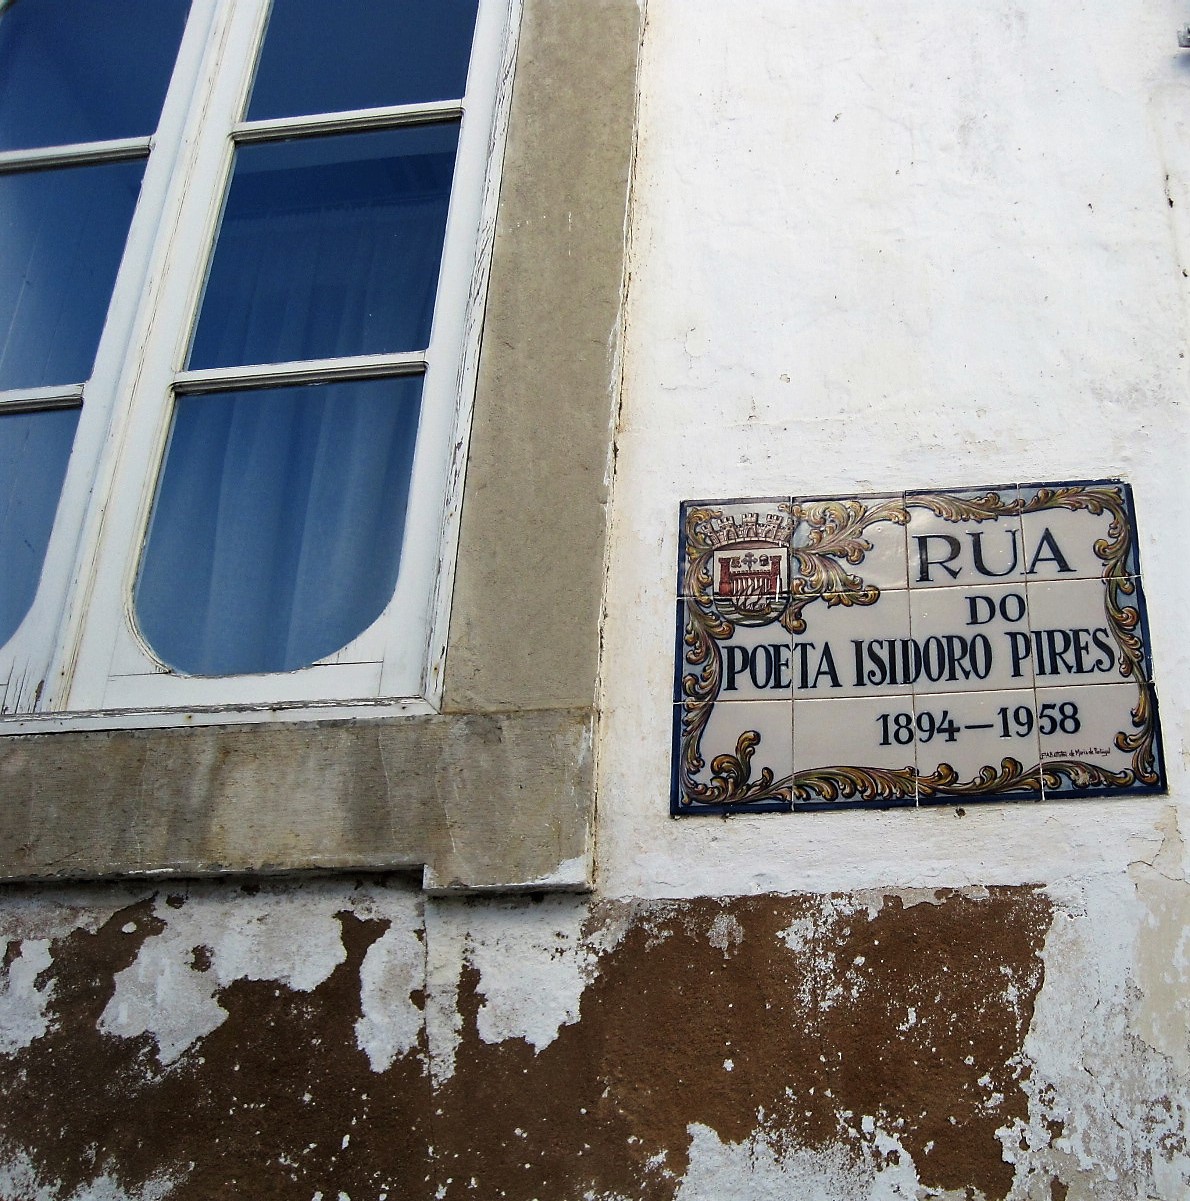 RUA
DO
POETA ISIDORO PIRES
1894—1958